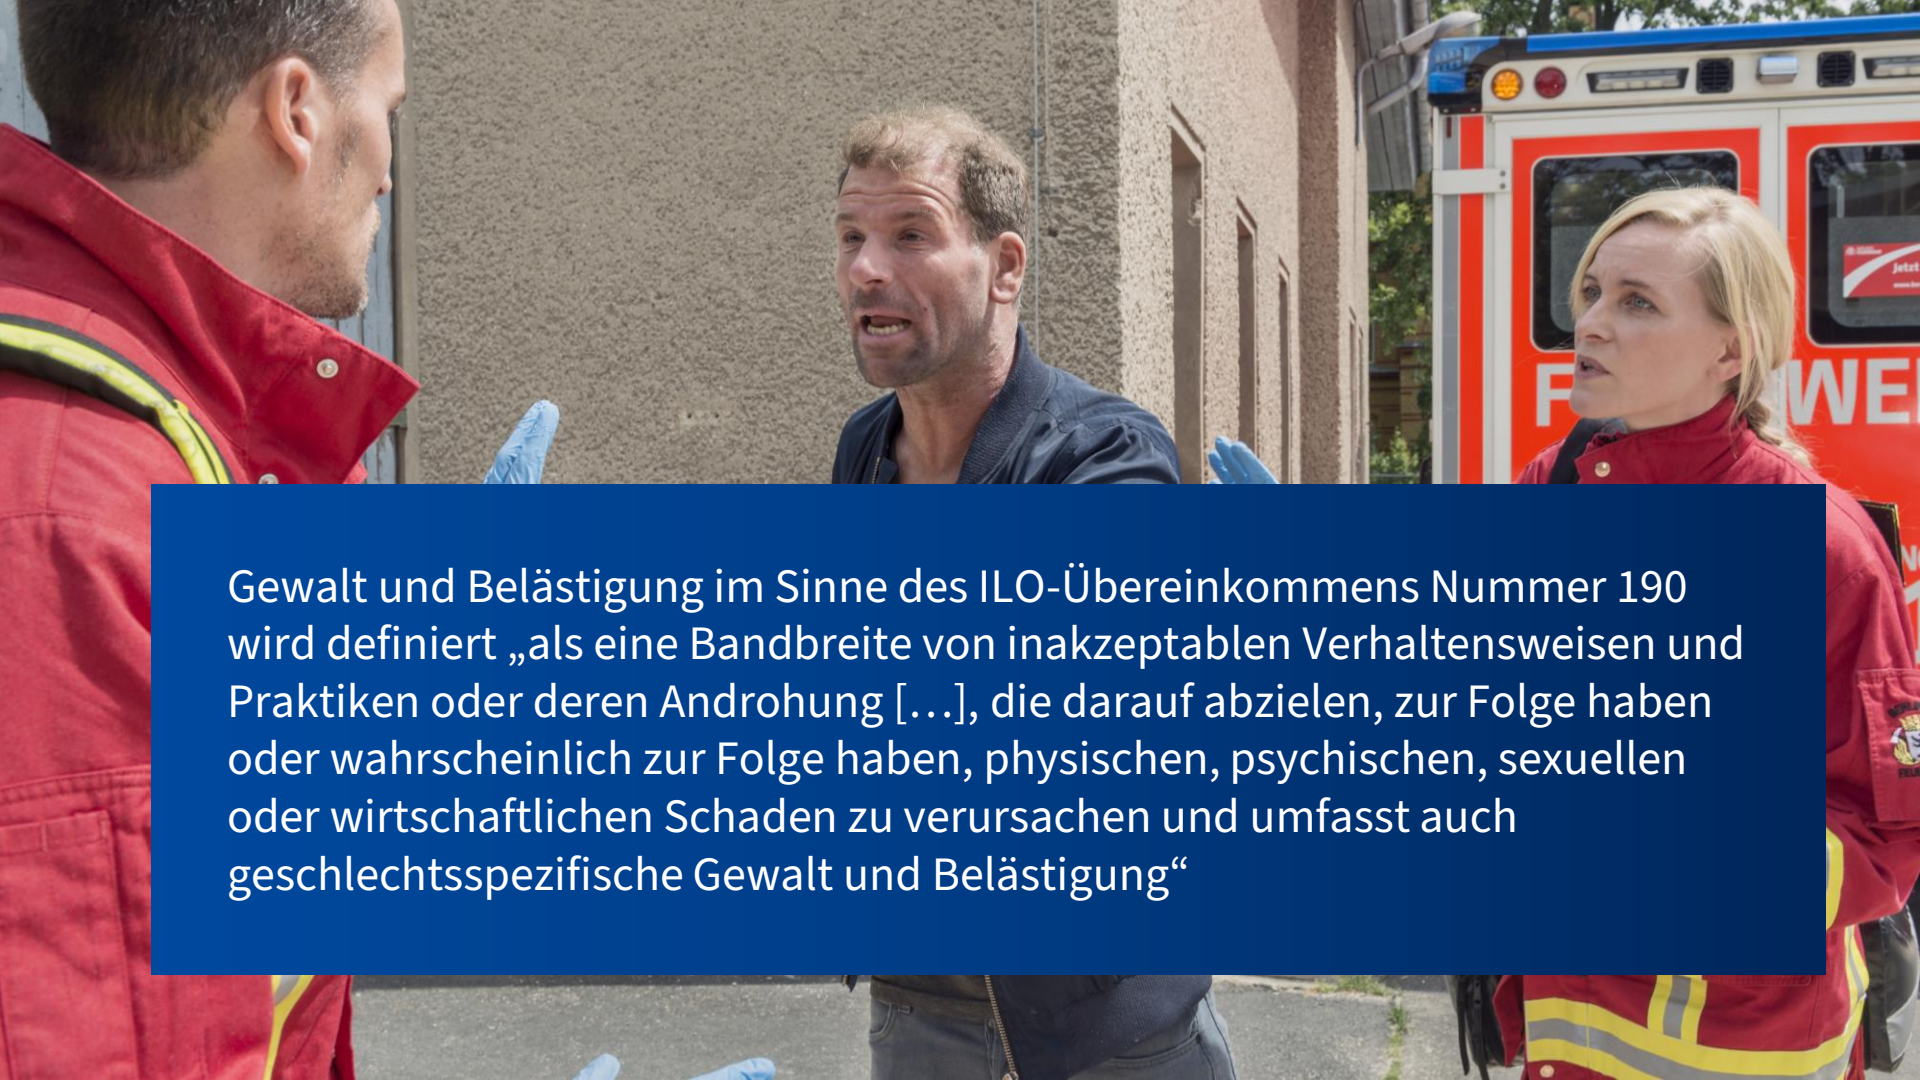 Jetzt
F WE
Gewalt und Belästigung im Sinne des ILO-Übereinkommens Nummer 190
wird definiert „als eine Bandbreite von inakzeptablen Verhaltensweisen und
Praktiken oder deren Androhung […], die darauf abzielen, zur Folge haben
oder wahrscheinlich zur Folge haben, physischen, psychischen, sexuellen
oder wirtschaftlichen Schaden zu verursachen und umfasst auch
geschlechtsspezifische Gewalt und Belästigung“